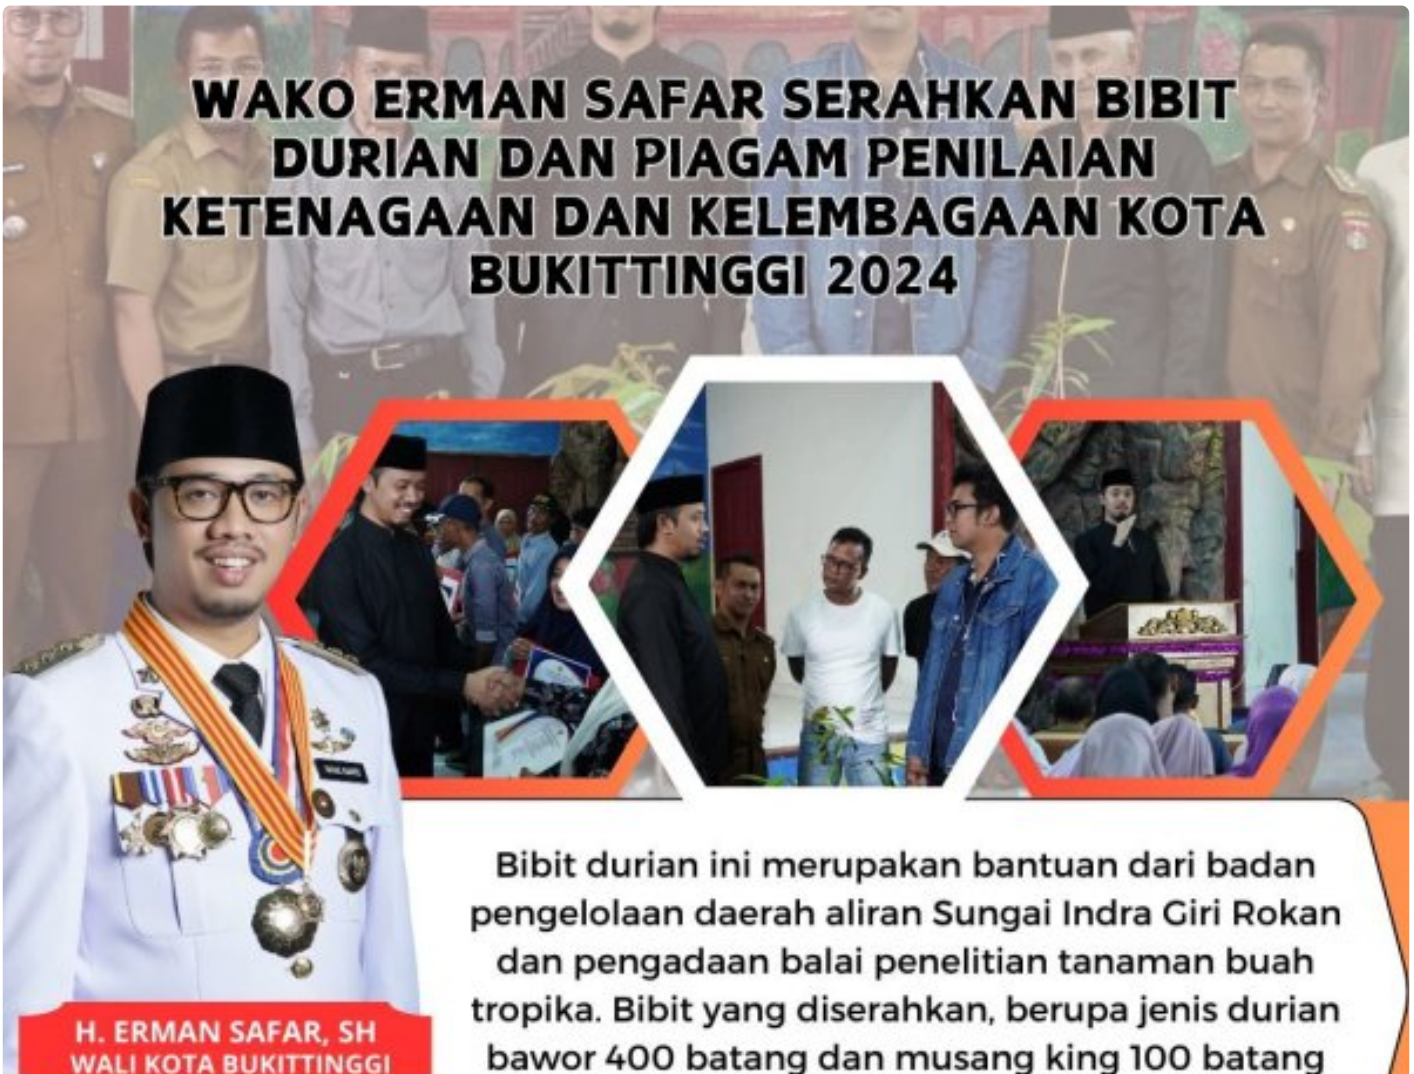 WAKO ERMAN SAFAR SERAHKAN BIBIT
DURIAN DAN PIAGAM PENILAIAN
KETENAGAAN DAN KELEMBAGAAN KOTA
BUKITTINGGI 2024
Bibit durian ini merupakan bantuan dari badan
pengelolaan daerah aliran Sungai Indra Giri Rokan
dan pengadaan balai penelitian tanaman buah
tropika. Bibit yang diserahkan, berupa jenis durian
bawor 400 batang dan musang king 100 batang
H. ERMAN SAFAR, SH
WALI KOTA BUKITTINGGI